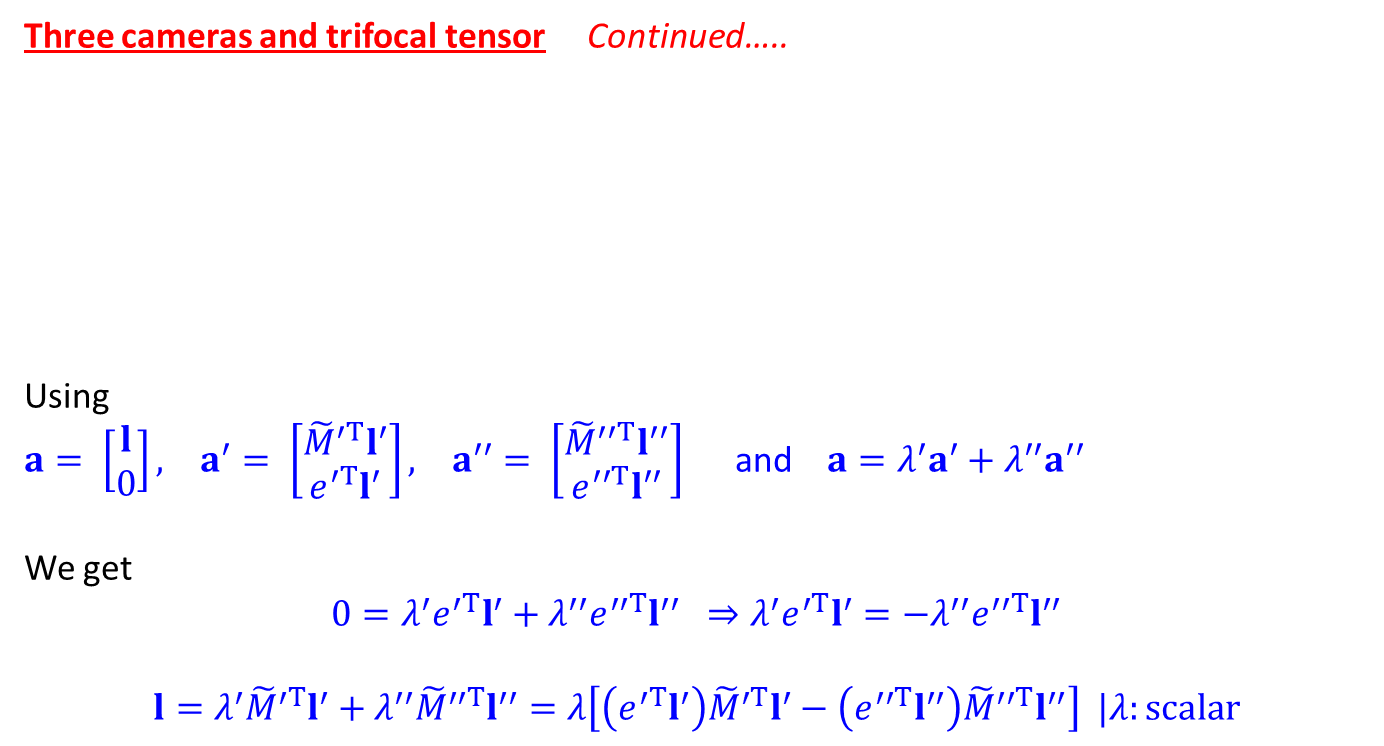 Three cameras and trifocal tensor Continued.....
Using
𝐚 = [𝐥; 0], 𝐚′ = [M̃′ᵀ𝐥′; e′ᵀ𝐥′], 𝐚′′ = [M̃′′ᵀ𝐥′′; e′′ᵀ𝐥′′] and 𝐚 = λ′𝐚′ + λ′′𝐚′′
We get
0 = λ′e′ᵀ𝐥′ + λ′′e′′ᵀ𝐥′′ ⇒ λ′e′ᵀ𝐥′ = −λ′′e′′ᵀ𝐥′′
𝐥 = λ′M̃′ᵀ𝐥′ + λ′′M̃′′ᵀ𝐥′′ = λ[(e′ᵀ𝐥′)M̃′ᵀ𝐥′ − (e′′ᵀ𝐥′′)M̃′′ᵀ𝐥′′] |λ: scalar